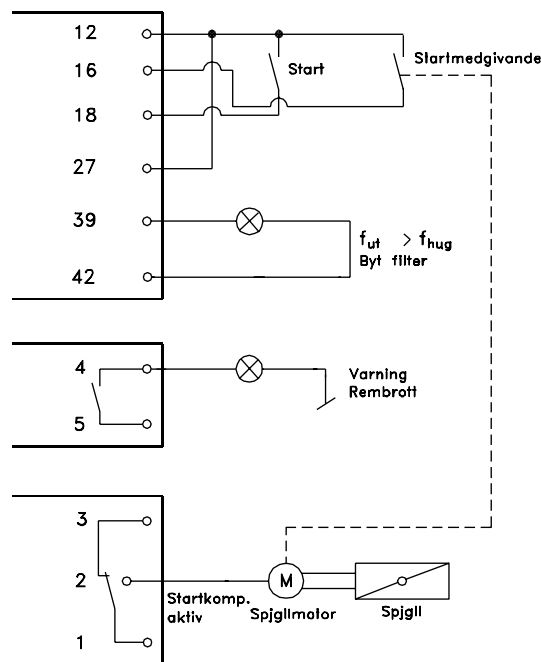 12
16
Start
Startmedgivande
18
27
39
f_ut > f_hug
Byt filter
42
4
Varning
Rembrott
5
3
2
M
Startkomp.
aktiv
Spjgllmotor
Spjgll
1